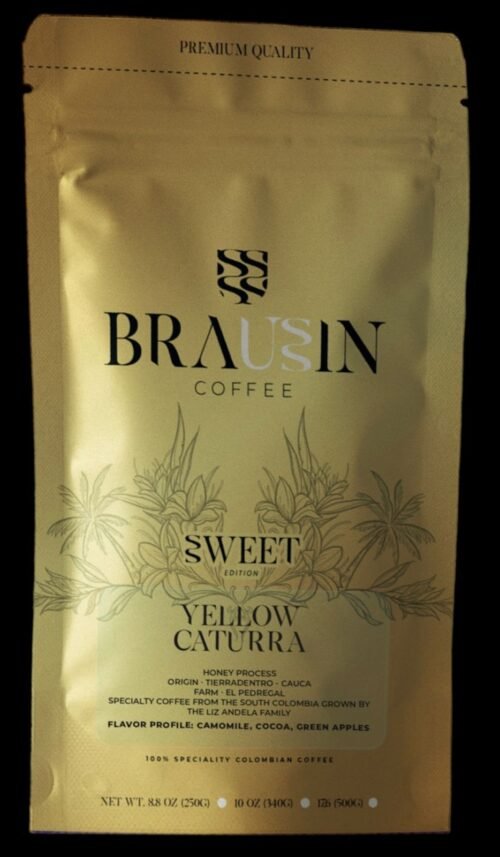 PREMIUM QUALITY
BRAUSIN
COFFEE
SWEET
EDITION
YELLOW
CATURRA
HONEY PROCESS
ORIGIN · TIERRADENTRO - CAUCA
FARM · EL PEDREGAL
SPECIALTY COFFEE FROM THE SOUTH COLOMBIA GROWN BY
THE LIZ ANDELA FAMILY
FLAVOR PROFILE: CAMOMILE, COCOA, GREEN APPLES
100% SPECIALITY COLOMBIAN COFFEE
NET WT. 8.8 OZ (250G) 10 OZ (340G) 17.6 (500G)